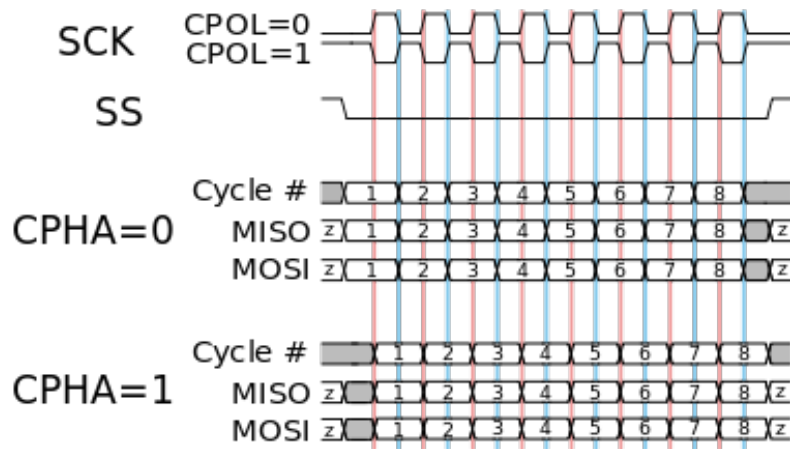 SCK CPOL=0
CPOL=1
SS
Cycle # 1 2 3 4 5 6 7 8
CPHA=0 MISO z 1 2 3 4 5 6 7 8 z
MOSI z 1 2 3 4 5 6 7 8 z
Cycle # 1 2 3 4 5 6 7 8
CPHA=1 MISO z 1 2 3 4 5 6 7 8 z
MOSI z 1 2 3 4 5 6 7 8 z